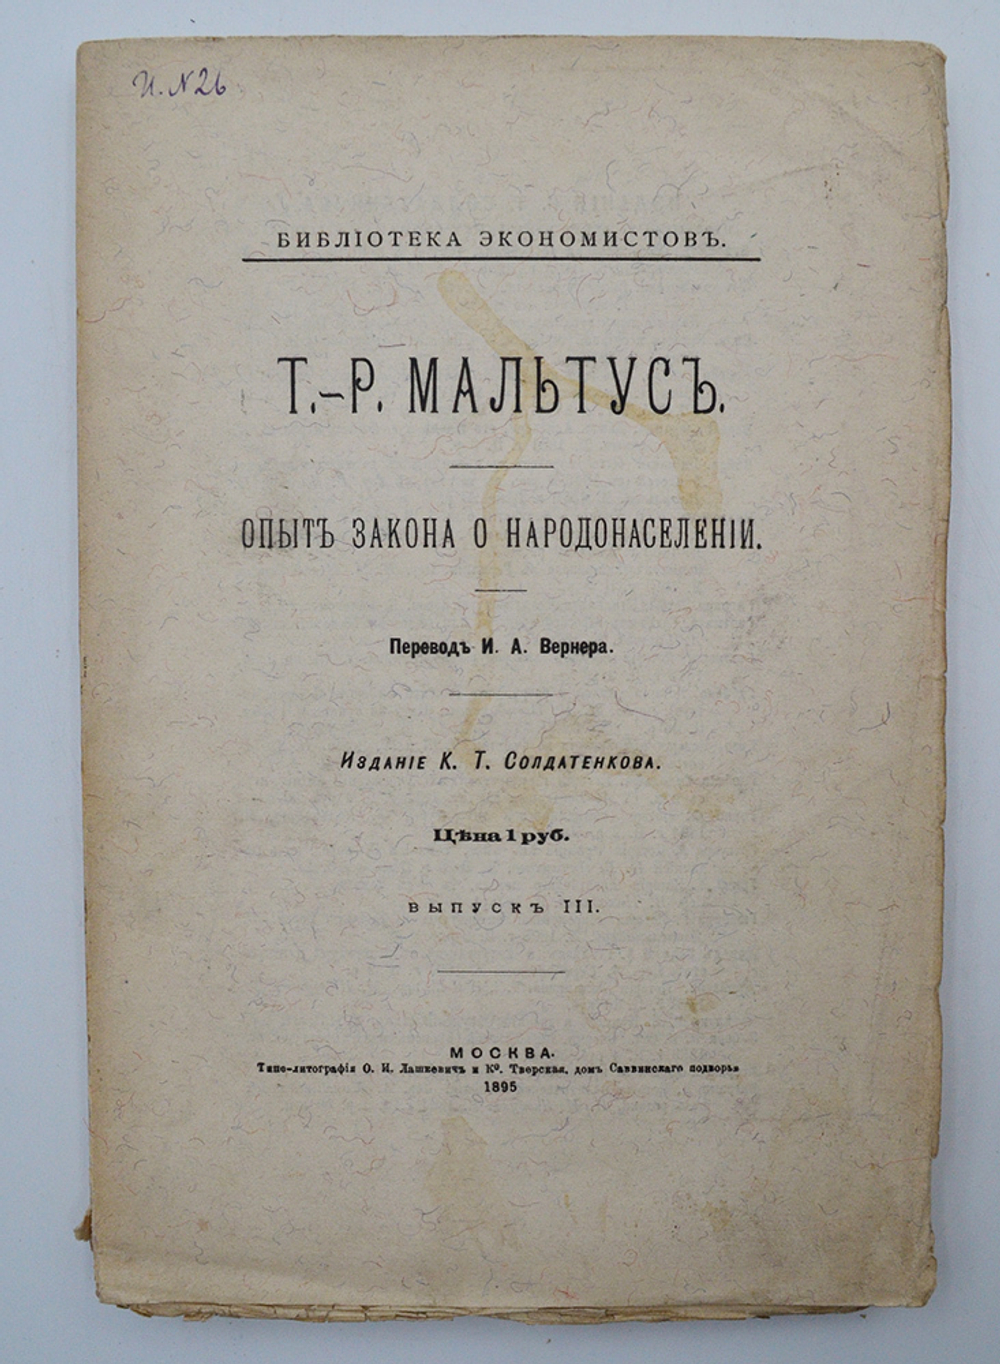 И. N 26
БИБЛІОТЕКА ЭКОНОМИСТОВЪ.
Т.-Р. МАЛЬТУСЪ.
ОПЫТЪ ЗАКОНА О НАРОДОНАСЕЛЕНІИ.
Переводъ И. А. Вернера.
Изданіе К. Т. Солдатенкова.
Цѣна 1 руб.
ВЫПУСКЪ III.
МОСКВА.
Типо-литографія О. И. Лашкевичъ и Ко. Тверская, домъ Саввинскаго подворья
1895